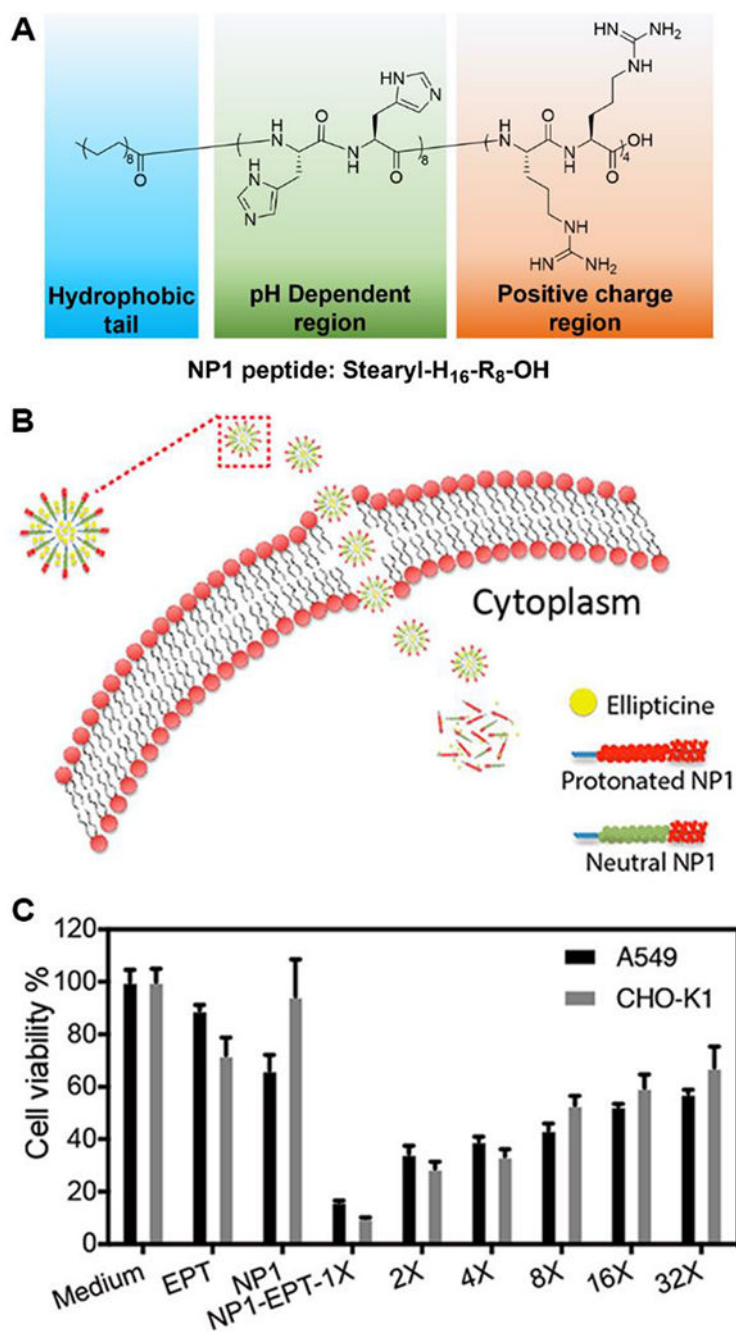 A
HN
N
NH
N
HN
NH₂
NH
H
N
O
N
H
O
8
O
8
H
N
O
N
H
O
4
OH
NH
HN
NH₂
Hydrophobic
tail
pH Dependent
region
Positive charge
region
NP1 peptide: Stearyl-H₁₆-R₈-OH
B
Cytoplasm
Ellipticine
Protonated NP1
Neutral NP1
C
Cell viability %
120
100
80
60
40
20
0
A549
CHO-K1
Medium
EPT
NP1
NP1-EPT-1X
2X
4X
8X
16X
32X